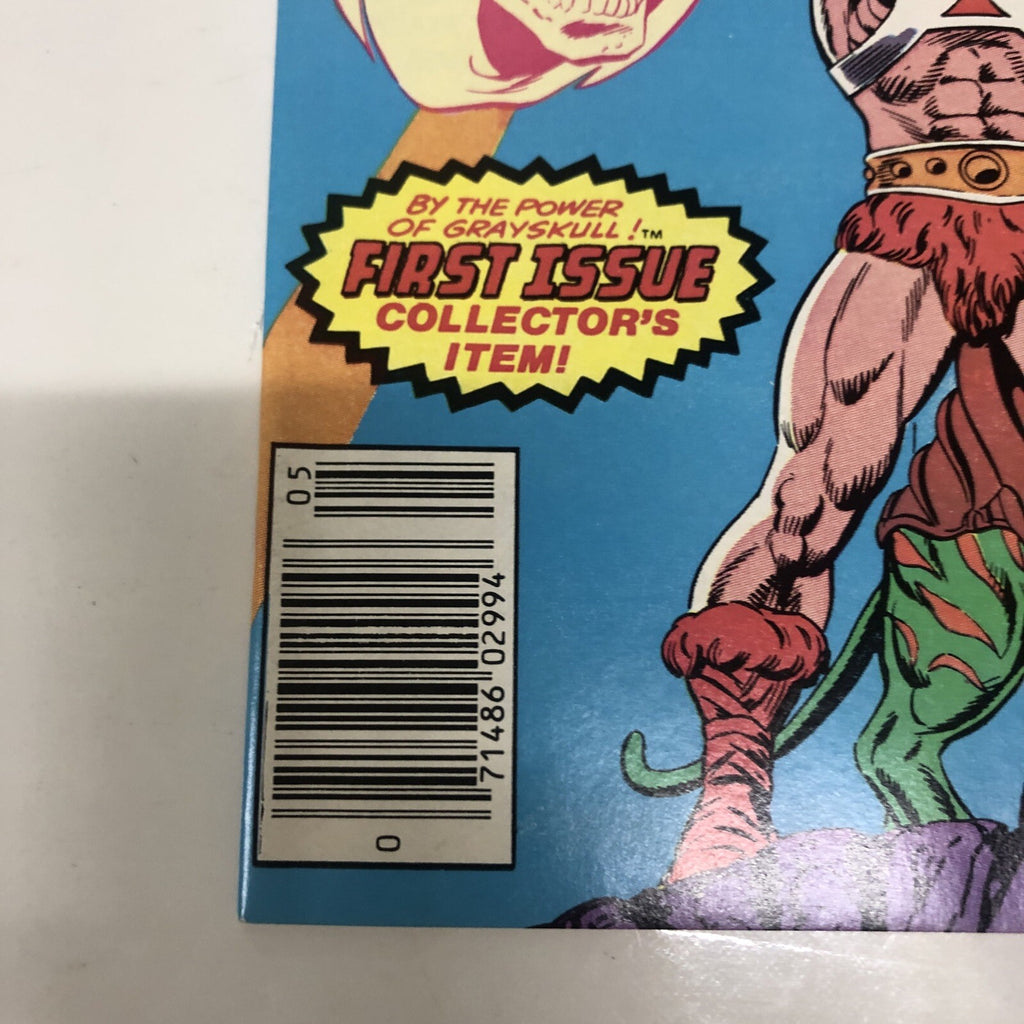 BY THE POWER
OF GRAYSKULL!™
FIRST ISSUE
COLLECTOR'S
ITEM!
05
71486 02994
0